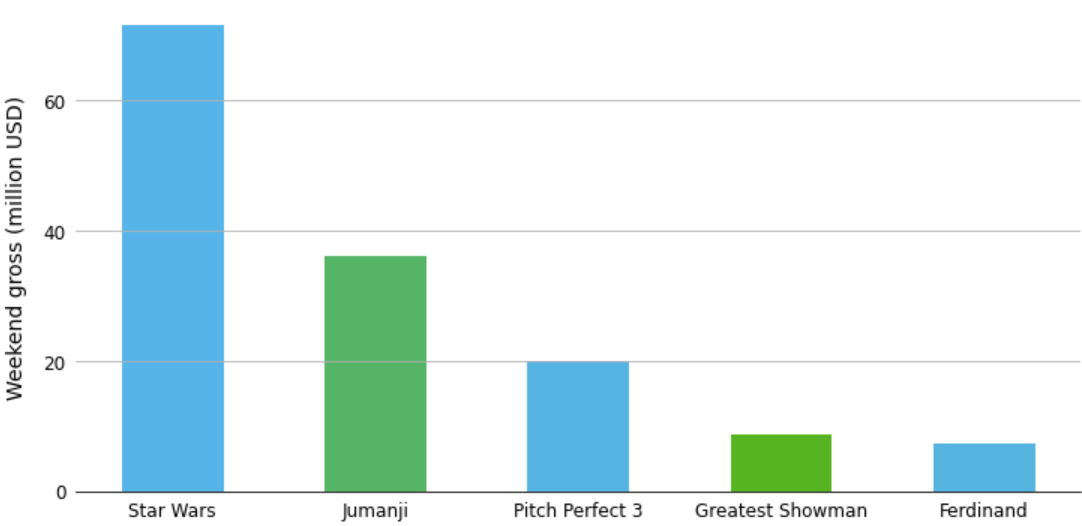 Weekend gross (million USD)
60
40
20
0
Star Wars
Jumanji
Pitch Perfect 3
Greatest Showman
Ferdinand